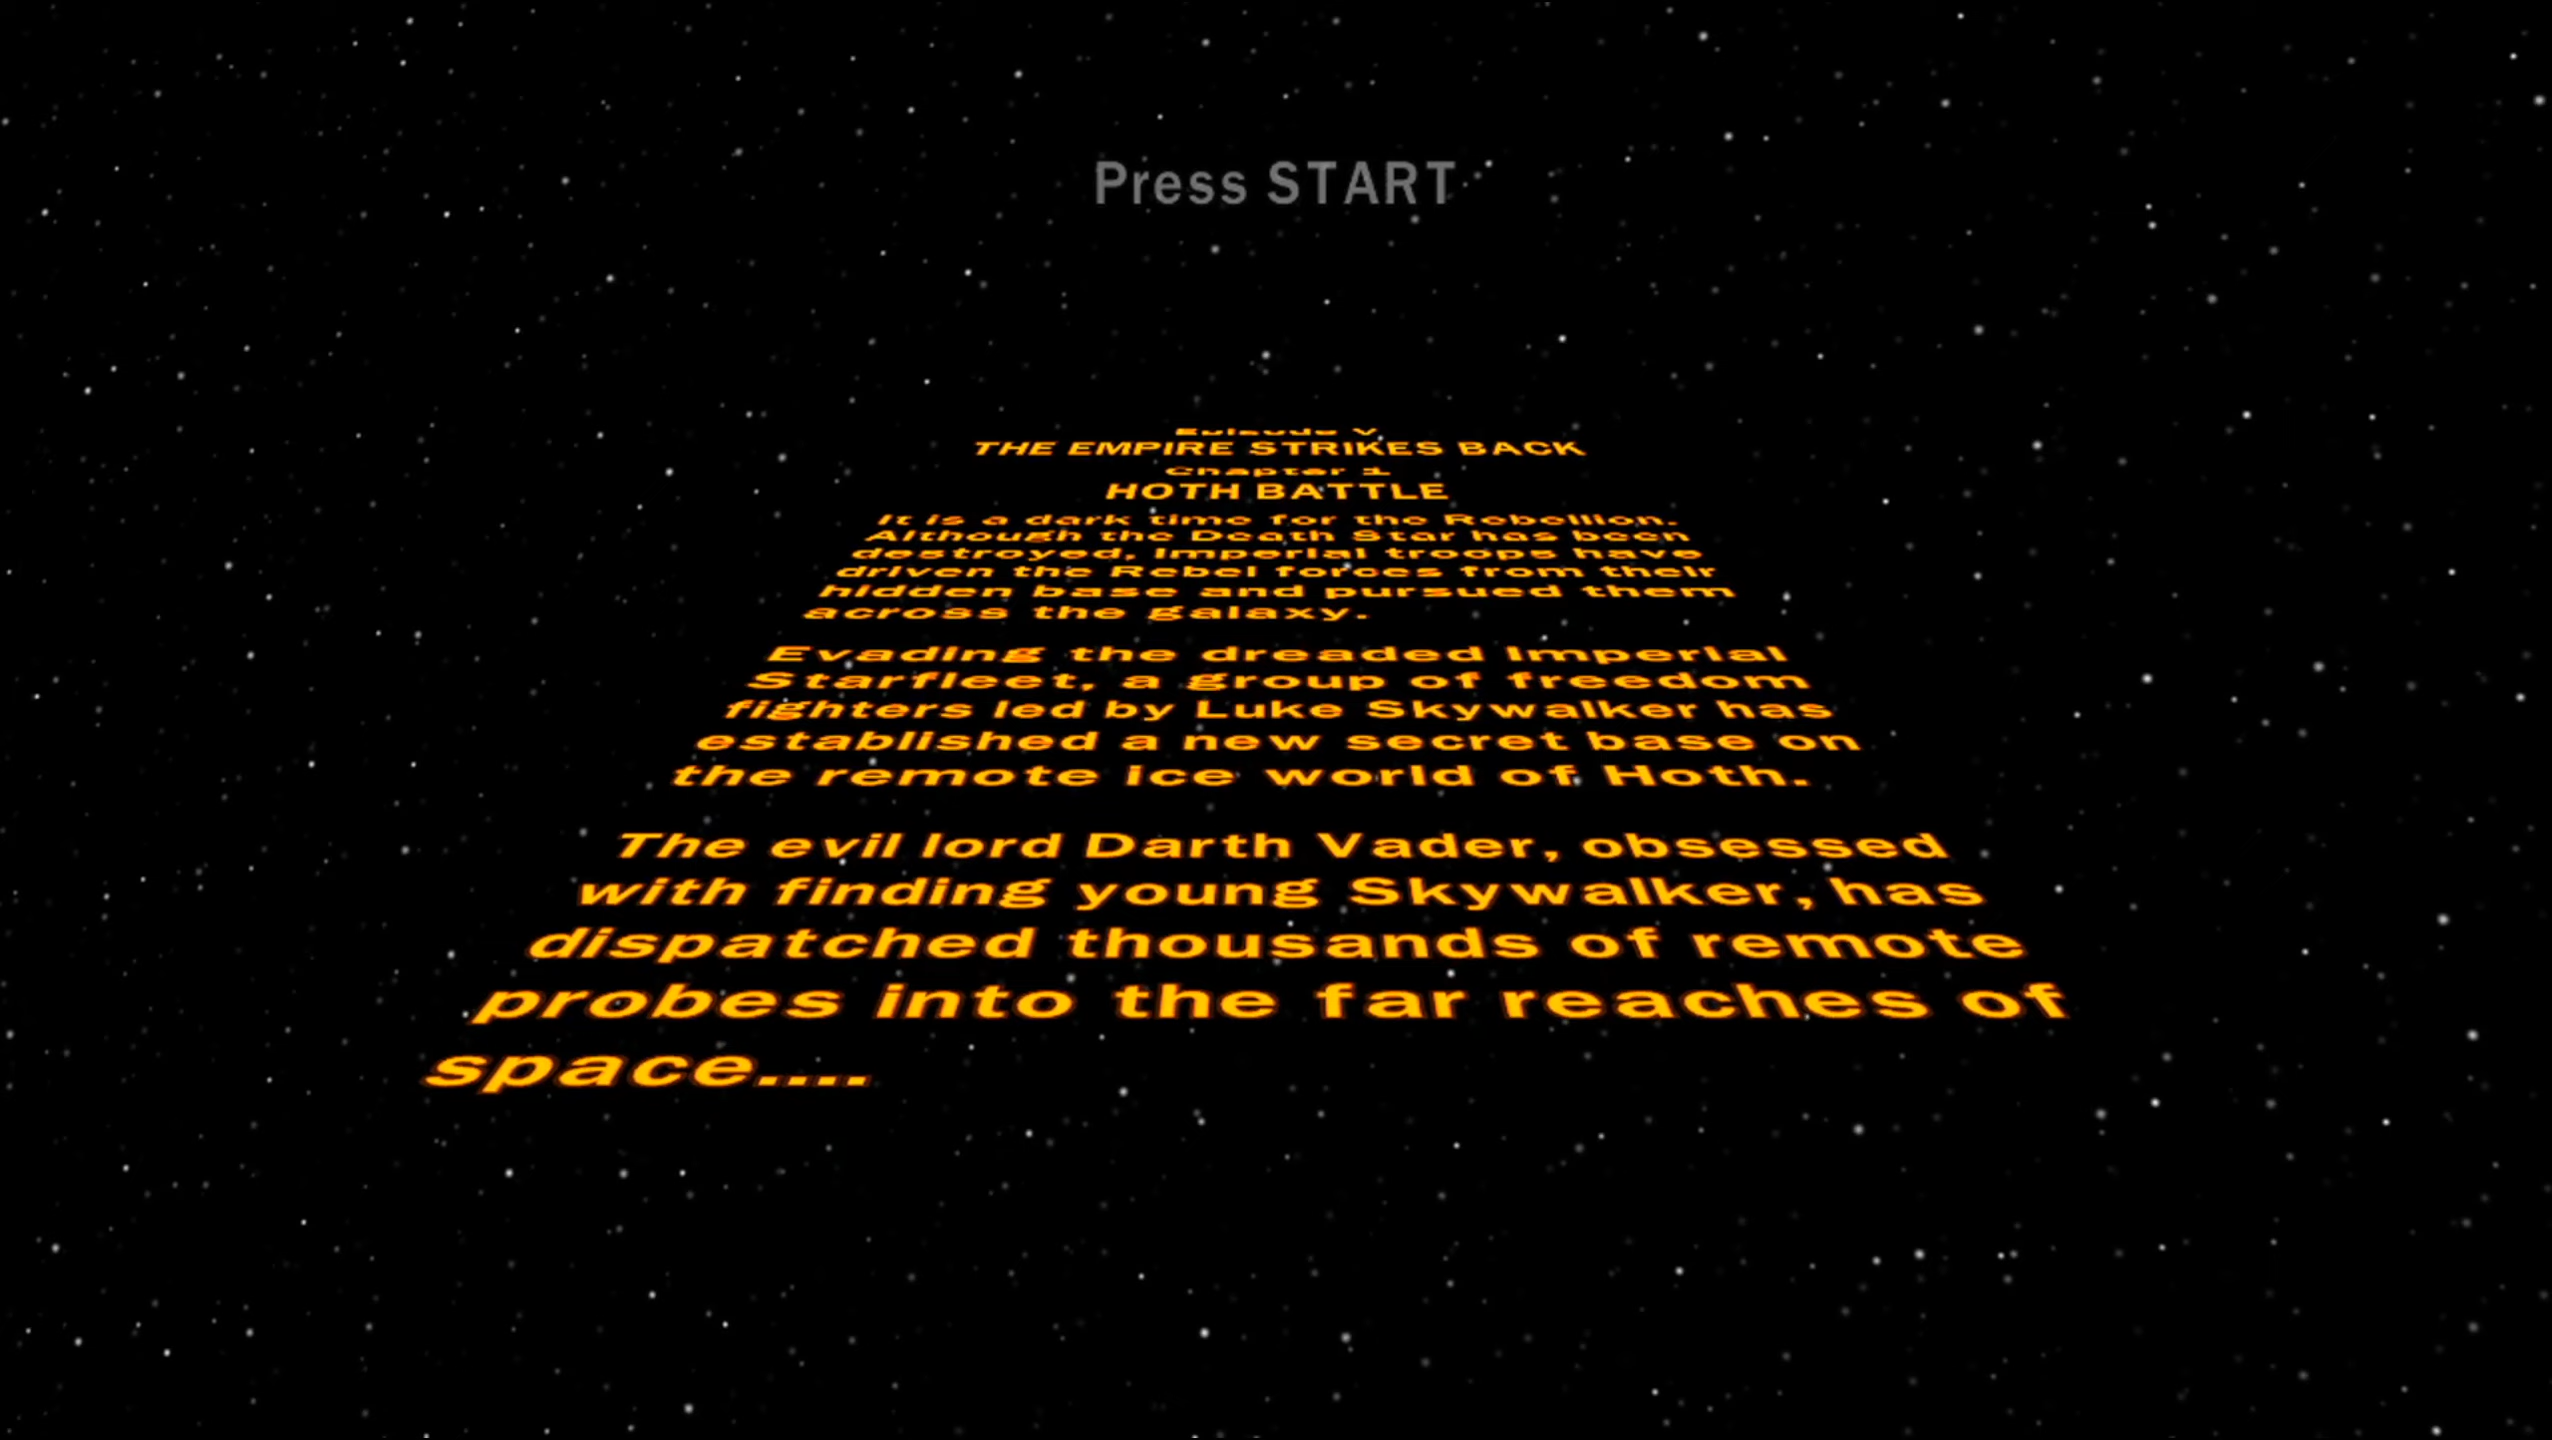 Press START
Episode V
THE EMPIRE STRIKES BACK
Chapter 1
HOTH BATTLE
It is a dark time for the Rebellion.
Although the Death Star has been
destroyed, Imperial troops have
driven the Rebel forces from their
hidden base and pursued them
across the galaxy.
Evading the dreaded Imperial
Starfleet, a group of freedom
fighters led by Luke Skywalker has
established a new secret base on
the remote ice world of Hoth.
The evil lord Darth Vader, obsessed
with finding young Skywalker, has
dispatched thousands of remote
probes into the far reaches of
space....